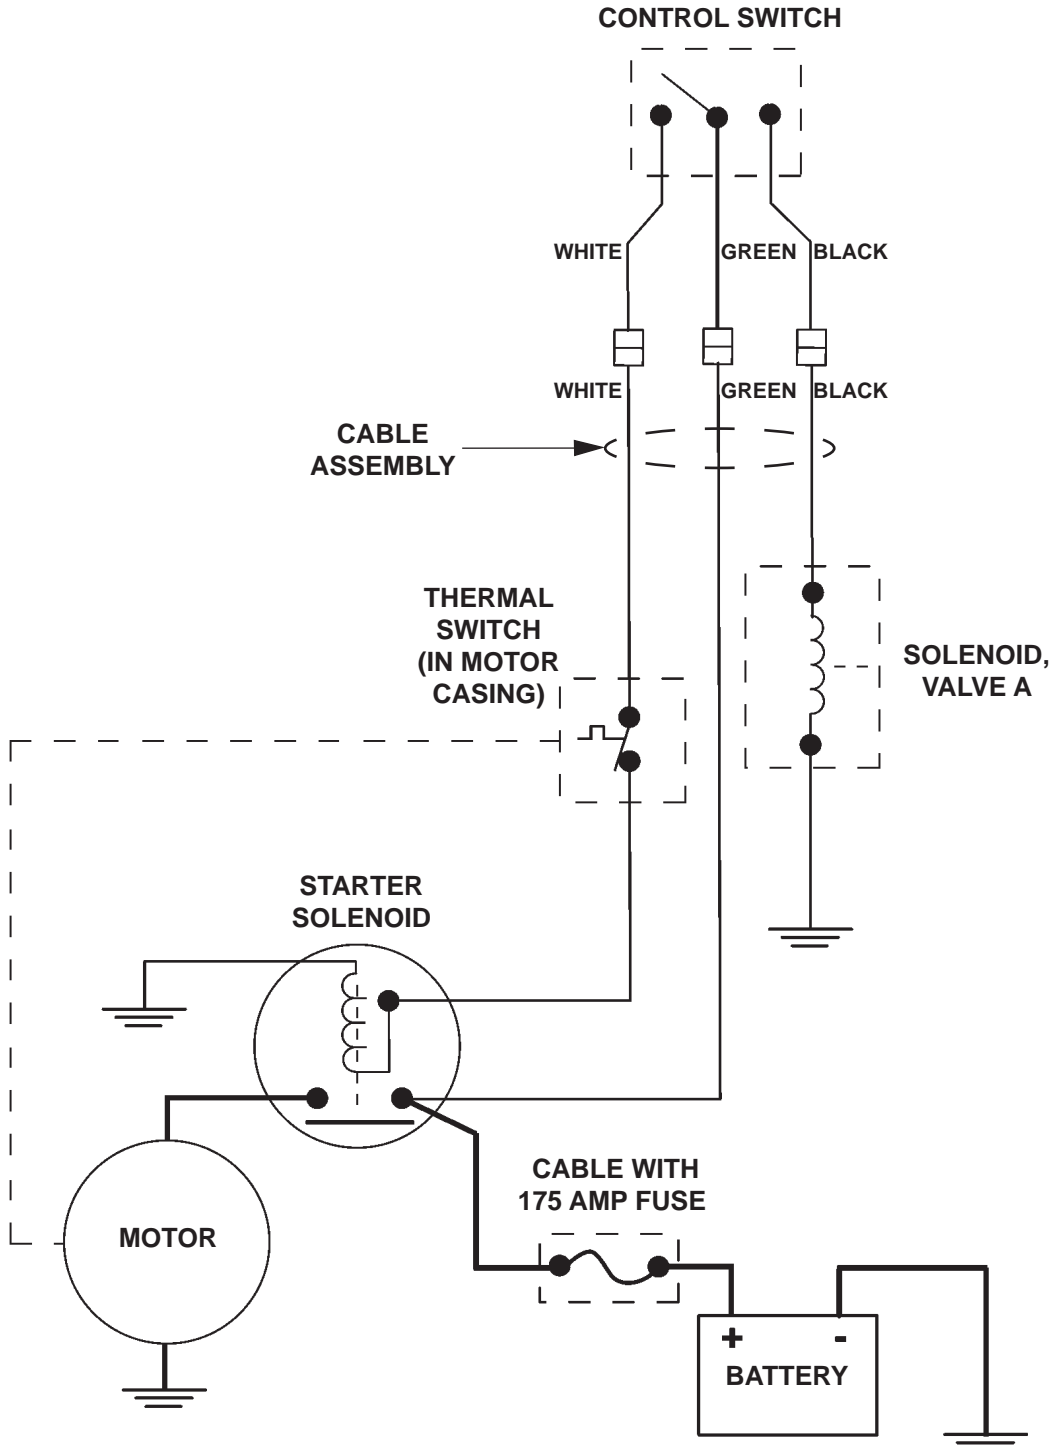 CONTROL SWITCH
WHITE GREEN BLACK
WHITE GREEN BLACK
CABLE
ASSEMBLY
THERMAL
SWITCH
(IN MOTOR
CASING)
SOLENOID,
VALVE A
STARTER
SOLENOID
CABLE WITH
175 AMP FUSE
MOTOR
+ -
BATTERY